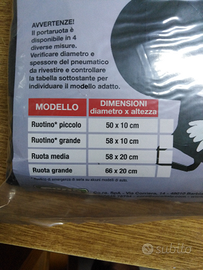 AVVERTENZE!
Il portaruota è
disponibile in 4
diverse misure.
Verificare diametro e
spessore del pneumatico
da rivestire e controllare
la tabella sottostante per
individuare il modello adatto.
MODELLO
DIMENSIONI
diametro x altezza
Ruotino* piccolo
50 x 10 cm
Ruotino* grande
58 x 10 cm
Ruota media
58 x 20 cm
Ruota grande
66 x 20 cm
subito